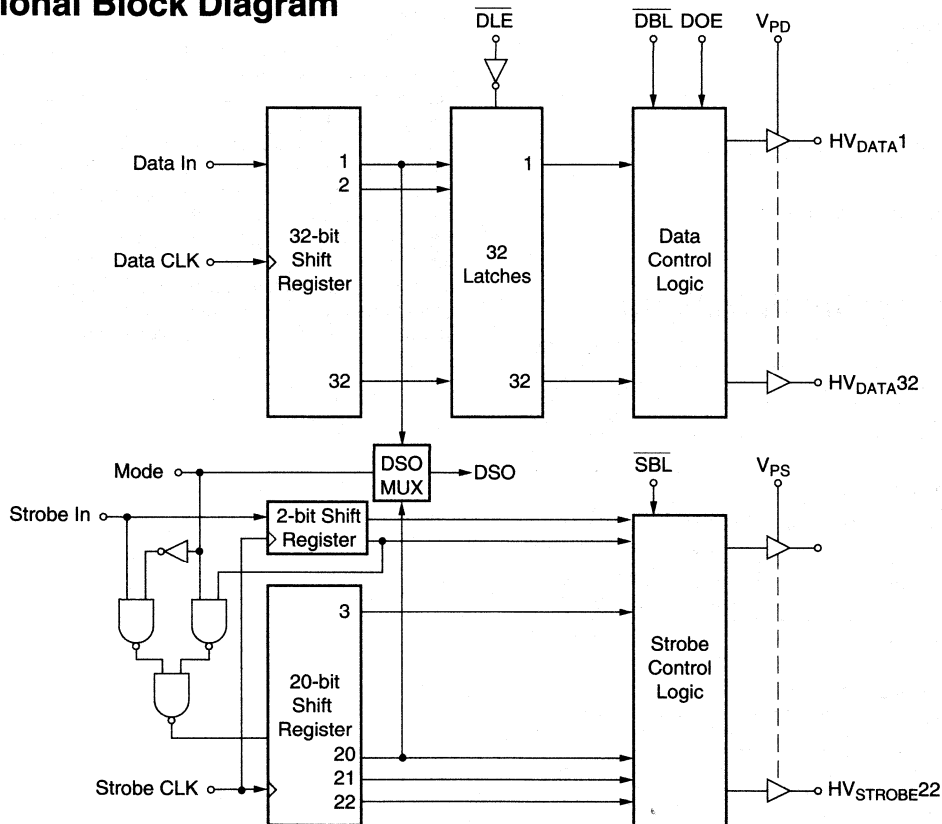 ional Block Diagram
DLE
DBL DOE
VPD
Data In
1
2
1
HVDATA1
Data CLK
32-bit
Shift
Register
32
Latches
Data
Control
Logic
32
32
HVDATA32
Mode
DSO
MUX
DSO
SBL
VPS
Strobe In
2-bit Shift
Register
3
20-bit
Shift
Register
Strobe
Control
Logic
20
21
22
Strobe CLK
HVSTROBE22